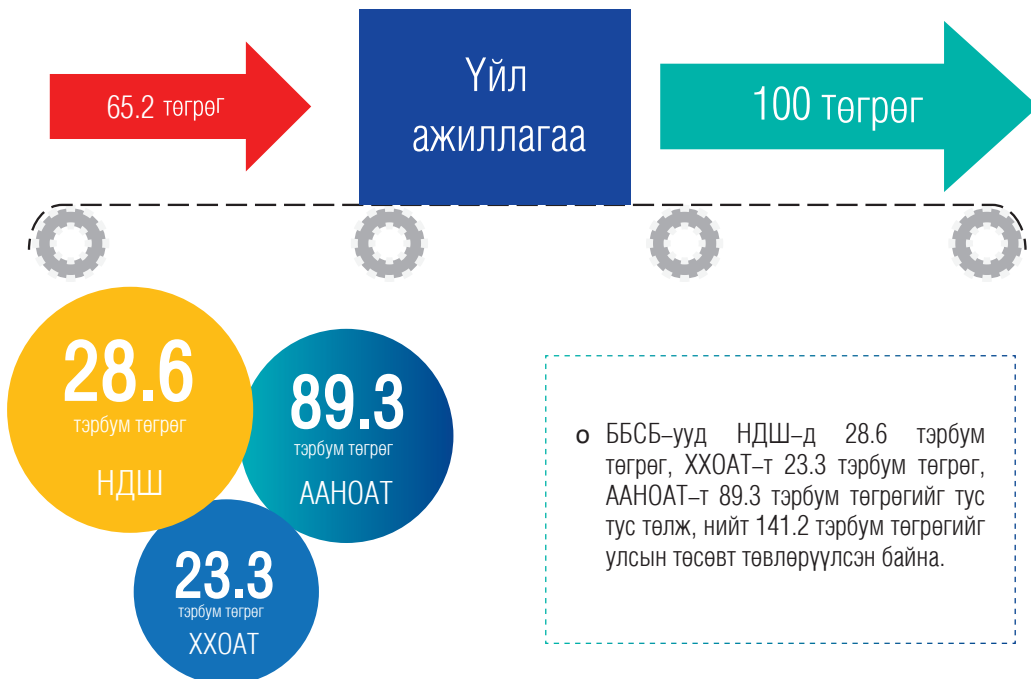 65.2 төгрөг
Үйл
ажиллагаа
100 төгрөг
28.6
тэрбум төгрөг
НДШ
89.3
тэрбум төгрөг
ААНОАТ
23.3
тэрбум төгрөг
ХХОАТ
o ББСБ–ууд НДШ–д 28.6 тэрбум
төгрөг, ХХОАТ–т 23.3 тэрбум төгрөг,
ААНОАТ–т 89.3 тэрбум төгрөгийг тус
тус төлж, нийт 141.2 тэрбум төгрөгийг
улсын төсөвт төвлөрүүлсэн байна.